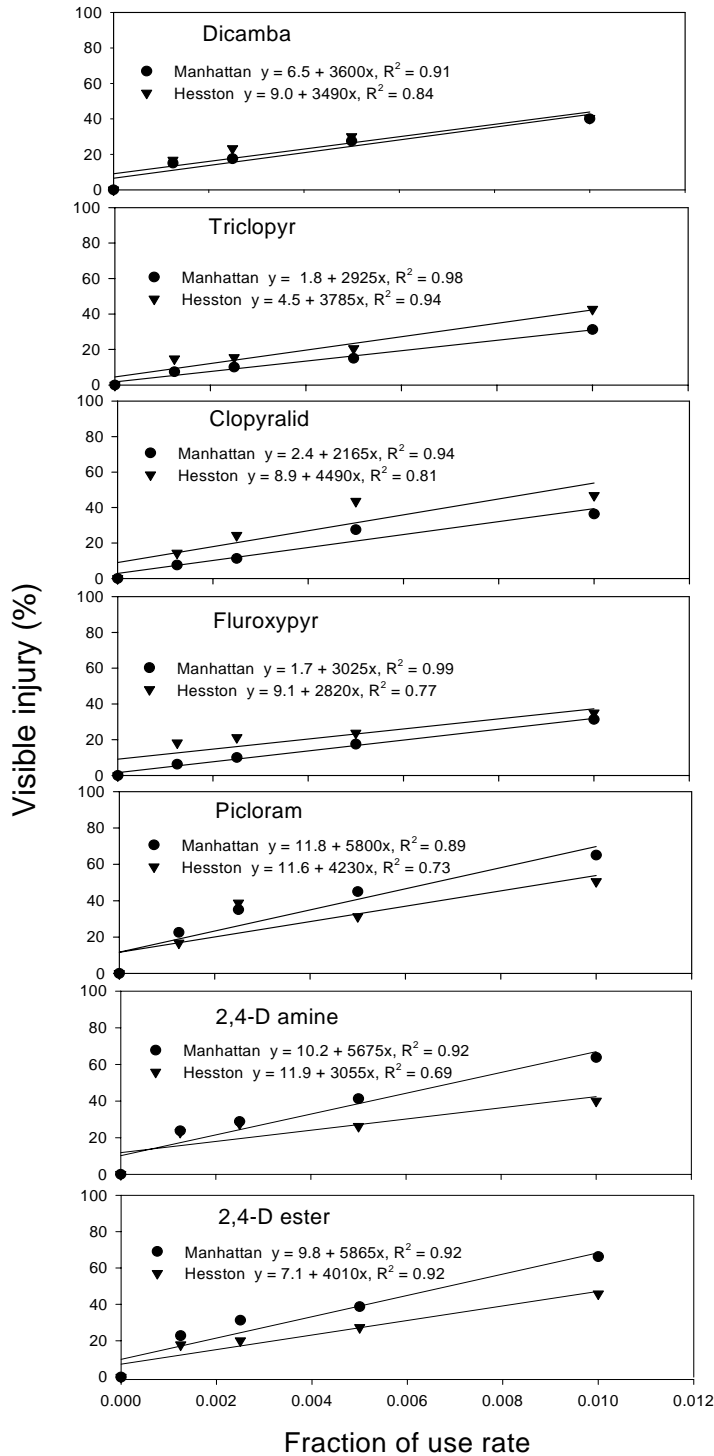 Visible injury (%)
Dicamba
Manhattan y = 6.5 + 3600x, R² = 0.91
Hesston y = 9.0 + 3490x, R² = 0.84
100
80
60
40
20
0
Triclopyr
Manhattan y = 1.8 + 2925x, R² = 0.98
Hesston y = 4.5 + 3785x, R² = 0.94
100
80
60
40
20
0
Clopyralid
Manhattan y = 2.4 + 2165x, R² = 0.94
Hesston y = 8.9 + 4490x, R² = 0.81
100
80
60
40
20
0
Fluroxypyr
Manhattan y = 1.7 + 3025x, R² = 0.99
Hesston y = 9.1 + 2820x, R² = 0.77
100
80
60
40
20
0
Picloram
Manhattan y = 11.8 + 5800x, R² = 0.89
Hesston y = 11.6 + 4230x, R² = 0.73
100
80
60
40
20
0
2,4-D amine
Manhattan y = 10.2 + 5675x, R² = 0.92
Hesston y = 11.9 + 3055x, R² = 0.69
100
80
60
40
20
0
2,4-D ester
Manhattan y = 9.8 + 5865x, R² = 0.92
Hesston y = 7.1 + 4010x, R² = 0.92
100
80
60
40
20
0
0.000 0.002 0.004 0.006 0.008 0.010 0.012
Fraction of use rate